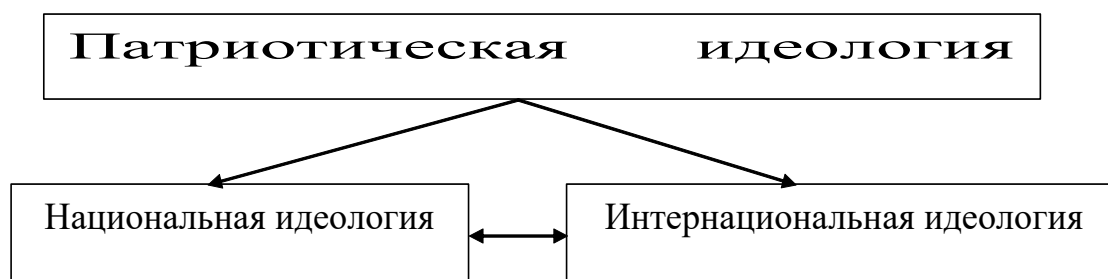 Патриотическая идеология
Национальная идеология
Интернациональная идеология